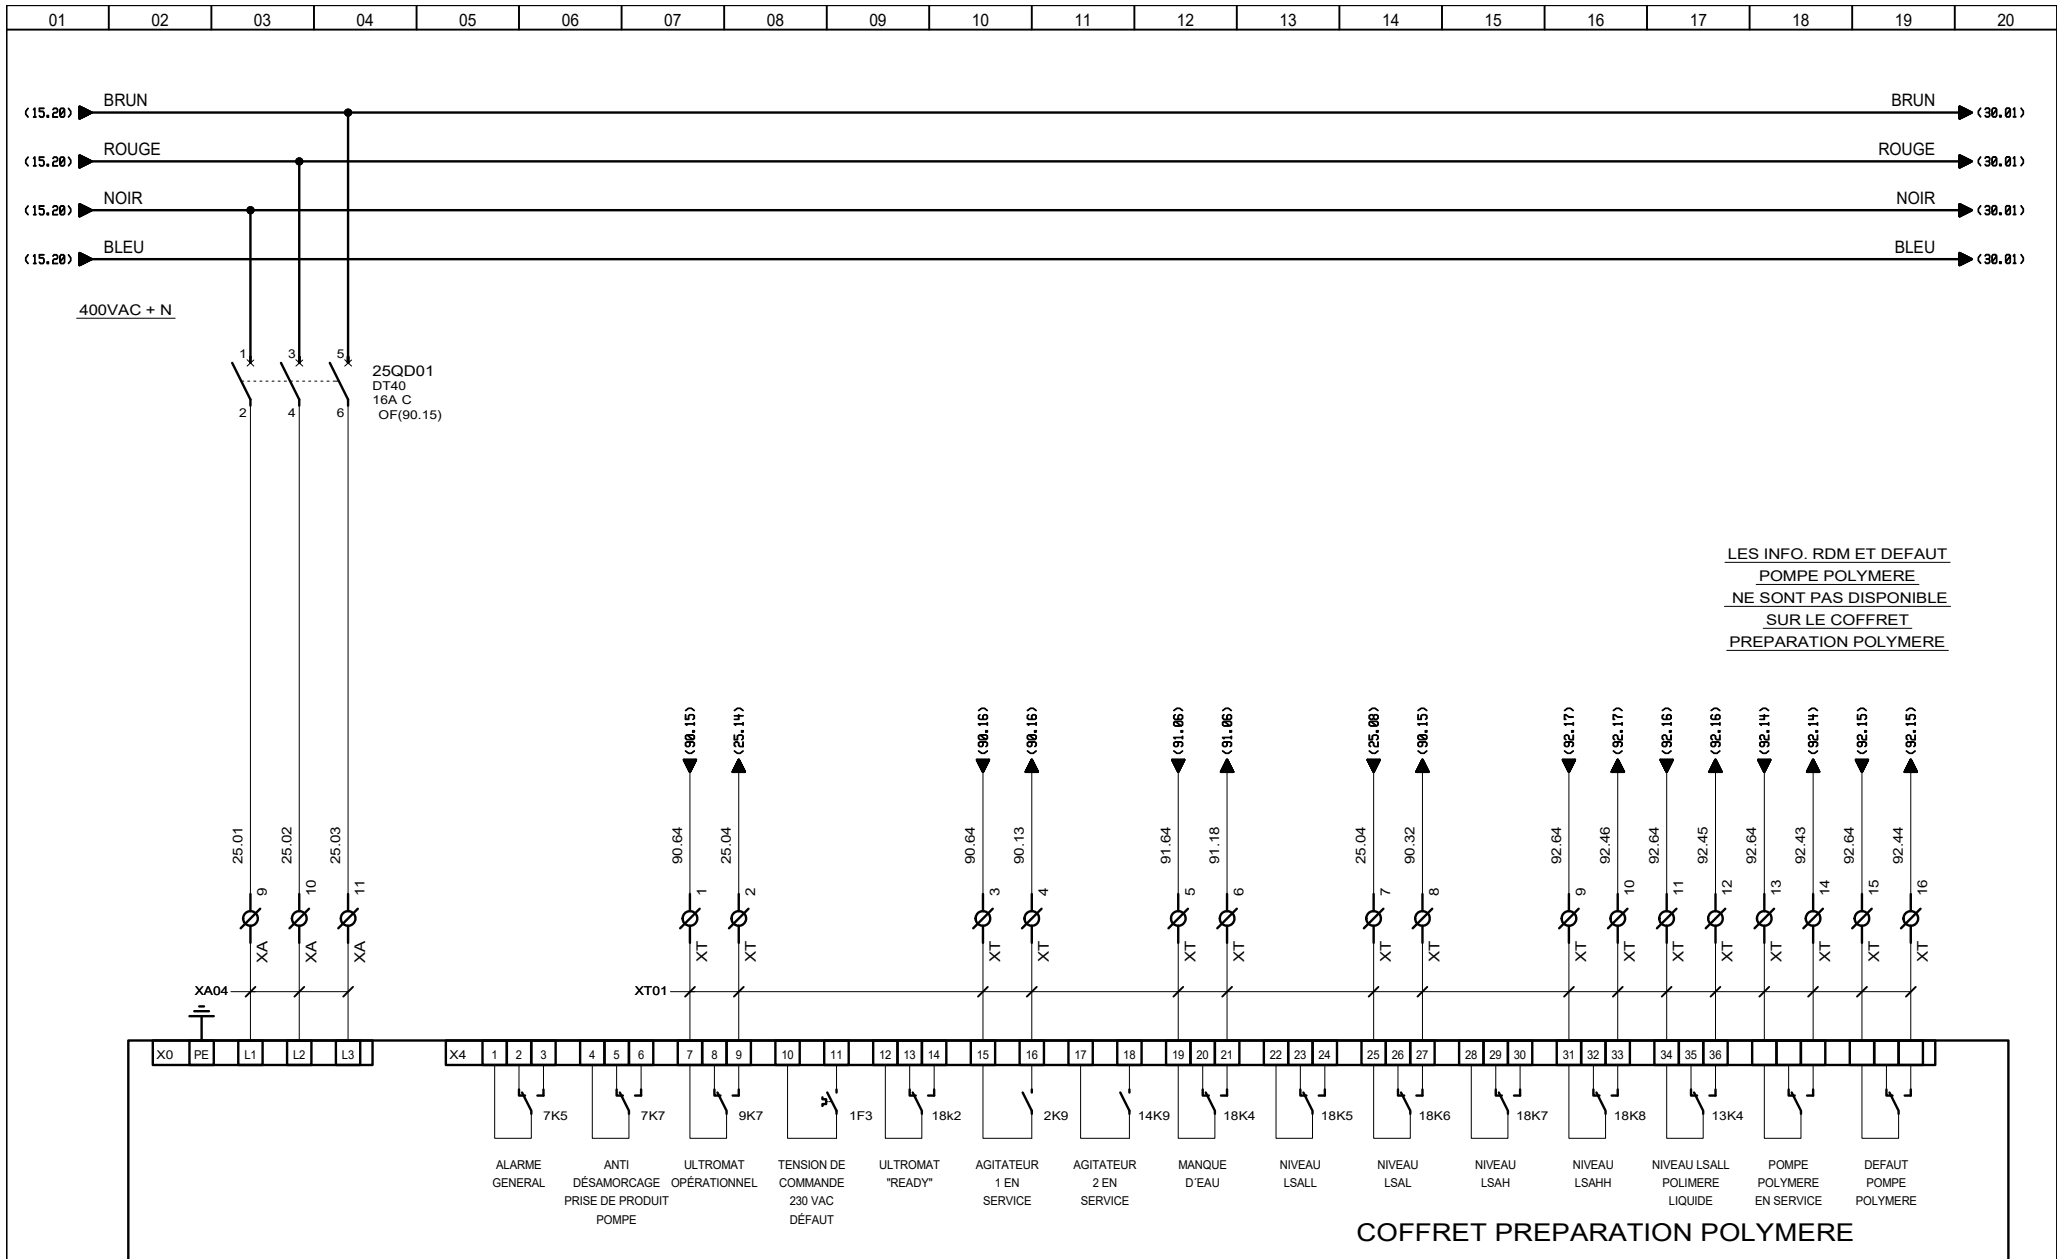 01 02 03 04 05 06 07 08 09 10 11 12 13 14 15 16 17 18 19 20
(15.20) BRUN BRUN (30.01)
(15.20) ROUGE ROUGE (30.01)
(15.20) NOIR NOIR (30.01)
(15.20) BLEU BLEU (30.01)
400VAC + N
1 3 5
25QD01
DT40
16A C
2 4 6 OF(90.15)
LES INFO. RDM ET DEFAUT
POMPE POLYMERE
NE SONT PAS DISPONIBLE
SUR LE COFFRET
PREPARATION POLYMERE
(90.15) (25.14) (90.16) (90.16) (91.06) (91.06) (25.08) (90.15) (92.17) (92.17) (92.16) (92.16) (92.14) (92.14) (92.15) (92.15)
25.01 25.02 25.03 90.64 25.04 90.64 90.13 91.64 91.18 25.04 90.32 92.64 92.46 92.64 92.45 92.64 92.43 92.64 92.44
9 10 11 1 2 3 4 5 6 7 8 9 10 11 12 13 14 15 16
XA XA XA XT XT XT XT XT XT XT XT XT XT XT XT XT XT XT XT
XA04 XT01
X0 PE L1 L2 L3 X4 1 2 3 4 5 6 7 8 9 10 11 12 13 14 15 16 17 18 19 20 21 22 23 24 25 26 27 28 29 30 31 32 33 34 35 36
7K5 7K7 9K7 1F3 18k2 2K9 14K9 18K4 18K5 18K6 18K7 18K8 13K4
ALARME
GENERAL
ANTI
DÉSAMORCAGE
PRISE DE PRODUIT
POMPE
ULTROMAT
OPÉRATIONNEL
TENSION DE
COMMANDE
230 VAC
DÉFAUT
ULTROMAT
"READY"
AGITATEUR
1 EN
SERVICE
AGITATEUR
2 EN
SERVICE
MANQUE
D´EAU
NIVEAU
LSALL
NIVEAU
LSAL
NIVEAU
LSAH
NIVEAU
LSAHH
NIVEAU LSALL
POLIMERE
LIQUIDE
POMPE
POLYMERE
EN SERVICE
DEFAUT
POMPE
POLYMERE
COFFRET PREPARATION POLYMERE